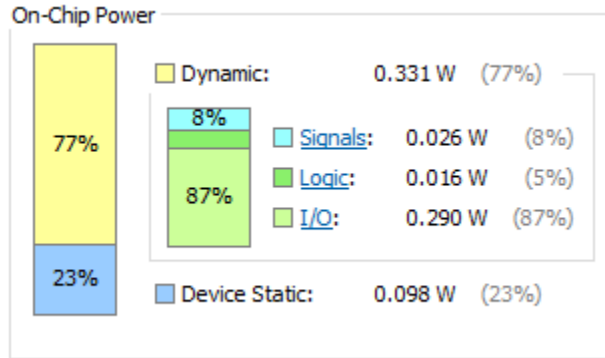 On-Chip Power
Dynamic: 0.331 W (77%)
77%
8%
Signals: 0.026 W (8%)
Logic: 0.016 W (5%)
87%
I/O: 0.290 W (87%)
23%
Device Static: 0.098 W (23%)